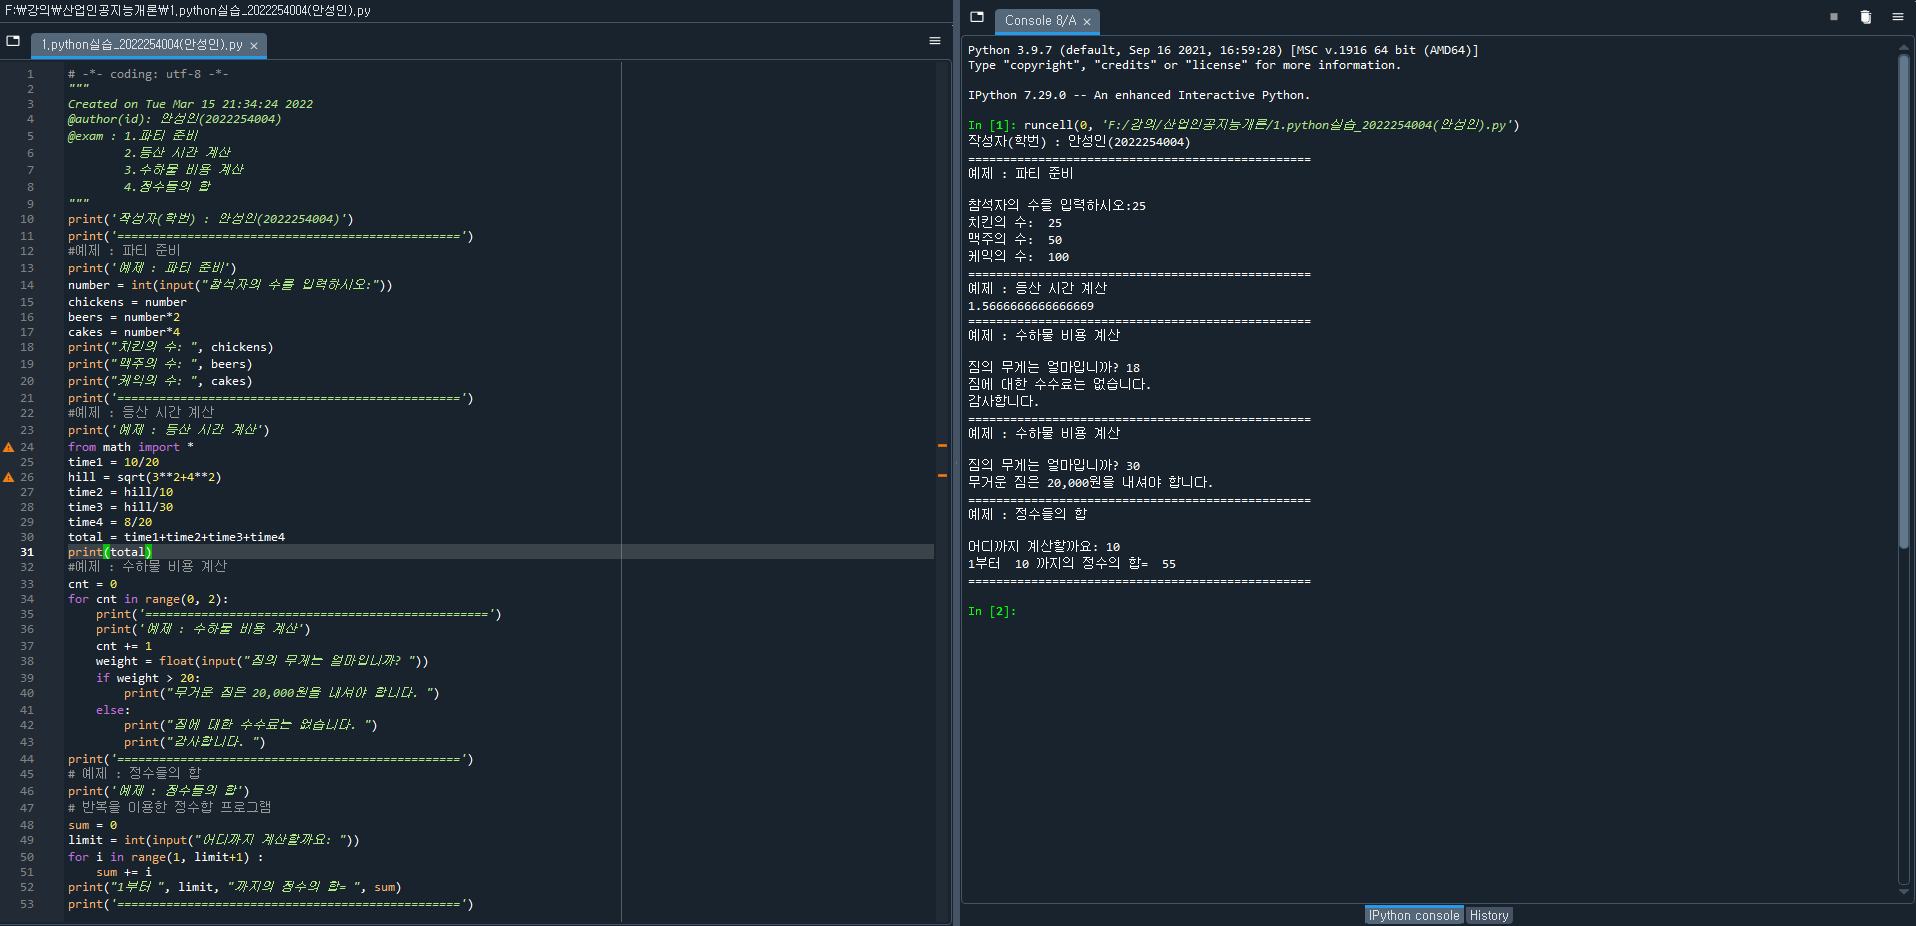 F:₩강의₩산업인공지능개론₩1.python실습_2022254004(안성인).py
1.python실습_2022254004(안성인).py ×
1 # -*- coding: utf-8 -*-
2 """
3 Created on Tue Mar 15 21:34:24 2022
4 @author(id): 안성인(2022254004)
5 @exam : 1.파티 준비
6         2.등산 시간 계산
7         3.수하물 비용 계산
8         4.정수들의 합
9 """
10 print('작성자(학번) : 안성인(2022254004)')
11 print('=================================================')
12 #예제 : 파티 준비
13 print('예제 : 파티 준비')
14 number = int(input("참석자의 수를 입력하시오:"))
15 chickens = number
16 beers = number*2
17 cakes = number*4
18 print("치킨의 수: ", chickens)
19 print("맥주의 수: ", beers)
20 print("케익의 수: ", cakes)
21 print('=================================================')
22 #예제 : 등산 시간 계산
23 print('예제 : 등산 시간 계산')
24 from math import *
25 time1 = 10/20
26 hill = sqrt(3**2+4**2)
27 time2 = hill/10
28 time3 = hill/30
29 time4 = 8/20
30 total = time1+time2+time3+time4
31 print(total)
32 #예제 : 수하물 비용 계산
33 cnt = 0
34 for cnt in range(0, 2):
35     print('=================================================')
36     print('예제 : 수하물 비용 계산')
37     cnt += 1
38     weight = float(input("짐의 무게는 얼마입니까? "))
39     if weight > 20:
40         print("무거운 짐은 20,000원을 내셔야 합니다. ")
41     else:
42         print("짐에 대한 수수료는 없습니다. ")
43         print("감사합니다. ")
44 print('=================================================')
45 # 예제 : 정수들의 합
46 print('예제 : 정수들의 합')
47 # 반복을 이용한 정수합 프로그램
48 sum = 0
49 limit = int(input("어디까지 계산할까요: "))
50 for i in range(1, limit+1) :
51     sum += i
52 print("1부터 ", limit, "까지의 정수의 합= ", sum)
53 print('=================================================')
Console 8/A ×
Python 3.9.7 (default, Sep 16 2021, 16:59:28) [MSC v.1916 64 bit (AMD64)]
Type "copyright", "credits" or "license" for more information.
IPython 7.29.0 -- An enhanced Interactive Python.
In [1]: runcell(0, 'F:/강의/산업인공지능개론/1.python실습_2022254004(안성인).py')
작성자(학번) : 안성인(2022254004)
=================================================
예제 : 파티 준비
참석자의 수를 입력하시오:25
치킨의 수:  25
맥주의 수:  50
케익의 수:  100
=================================================
예제 : 등산 시간 계산
1.5666666666666669
=================================================
예제 : 수하물 비용 계산
짐의 무게는 얼마입니까? 18
짐에 대한 수수료는 없습니다.
감사합니다.
=================================================
예제 : 수하물 비용 계산
짐의 무게는 얼마입니까? 30
무거운 짐은 20,000원을 내셔야 합니다.
=================================================
예제 : 정수들의 합
어디까지 계산할까요: 10
1부터  10 까지의 정수의 합=  55
=================================================
In [2]:
IPython console History